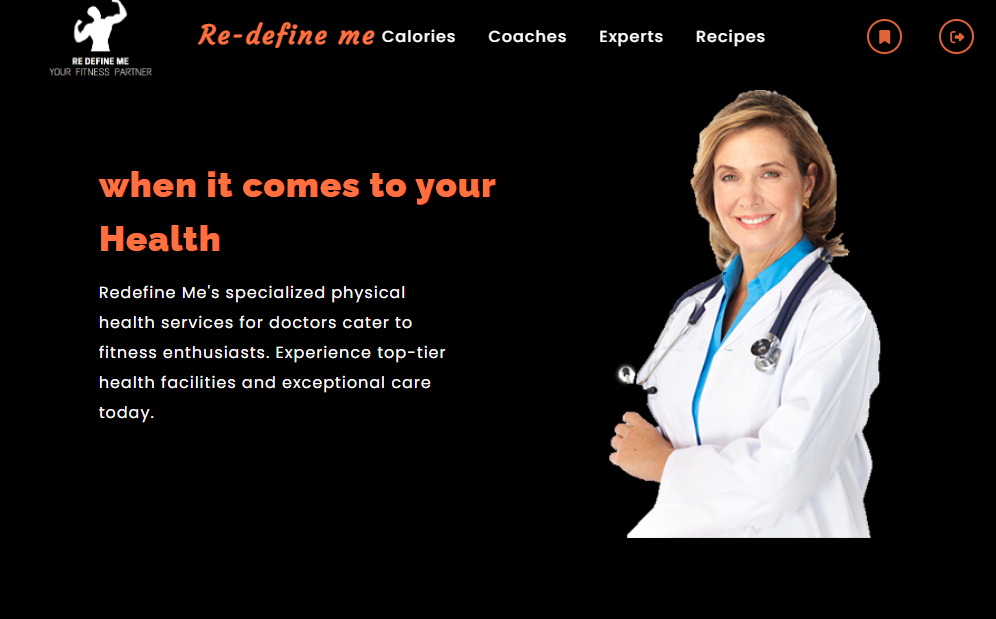 RE DEFINE ME
YOUR FITNESS PARTNER
Re-define me
Calories
Coaches
Experts
Recipes
when it comes to your
Health
Redefine Me's specialized physical
health services for doctors cater to
fitness enthusiasts. Experience top-tier
health facilities and exceptional care
today.